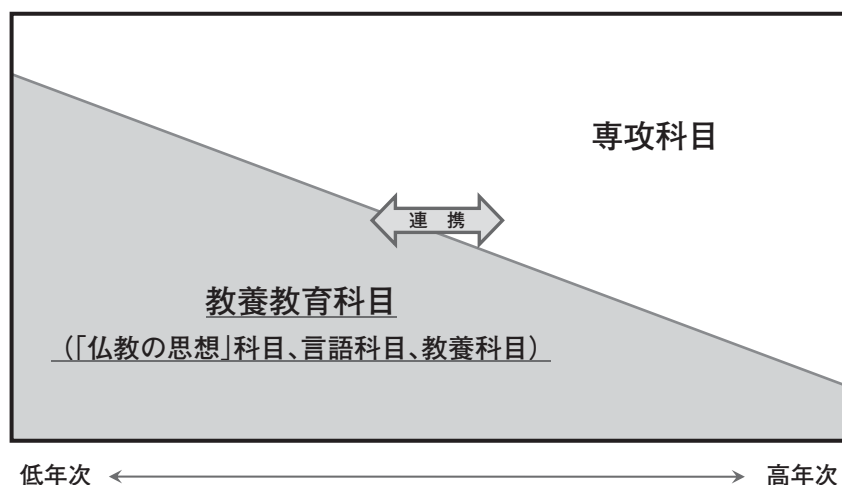 専攻科目
連 携
教養教育科目
(「仏教の思想」科目、言語科目、教養科目)
低年次
高年次